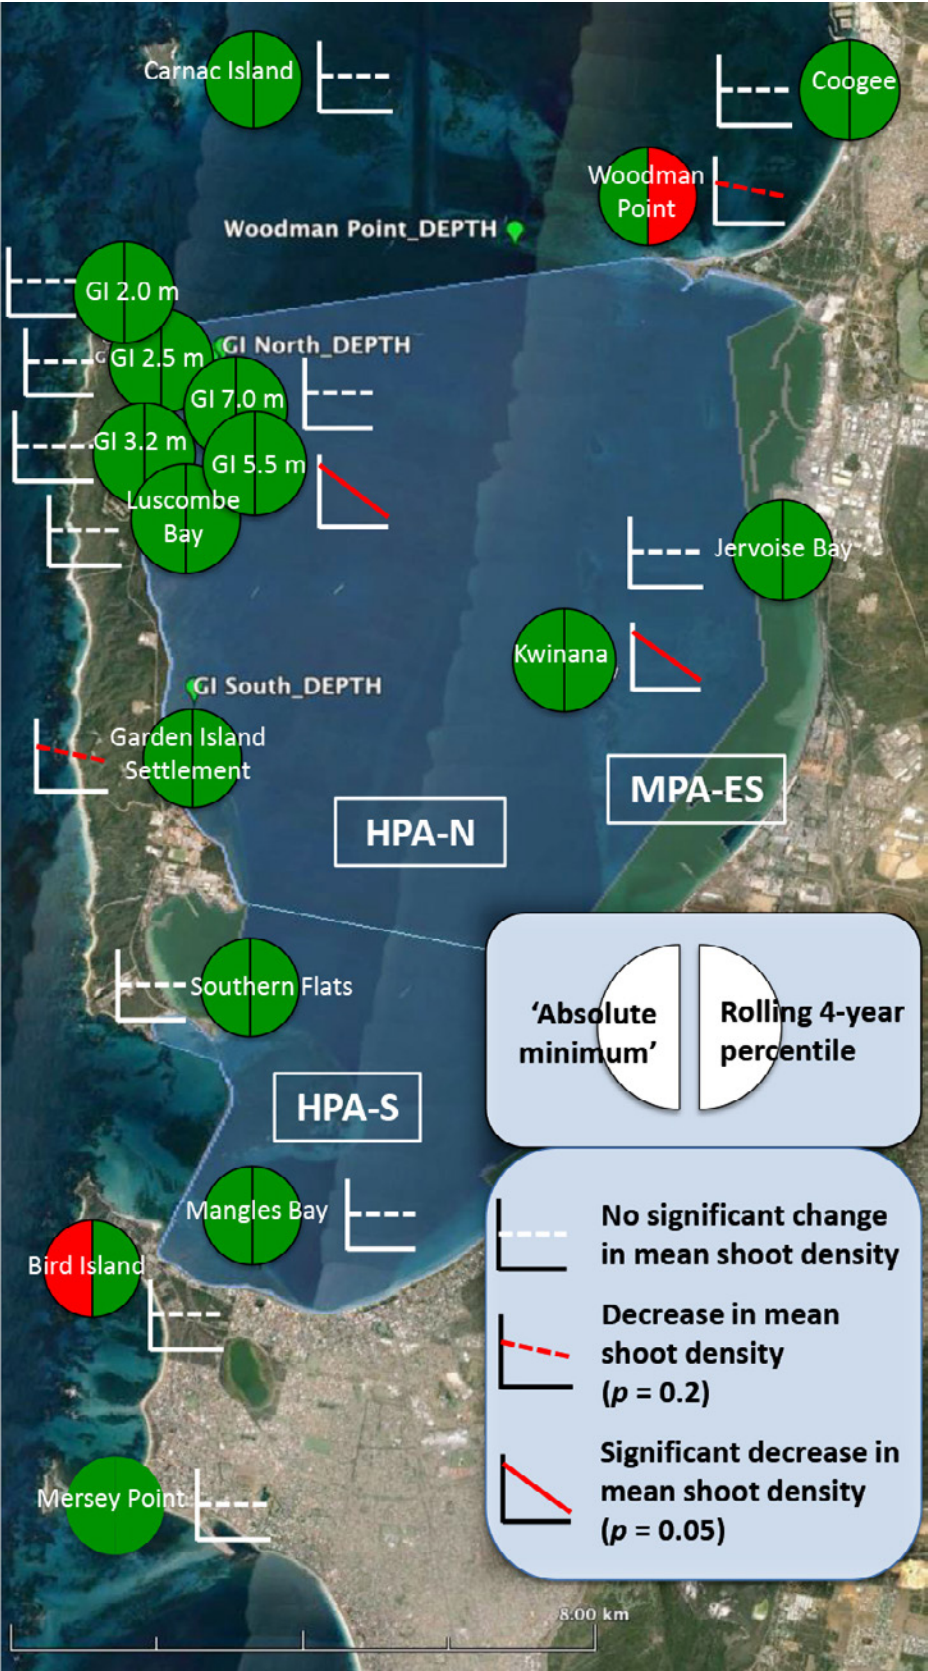 Carnac Island
Coogee
Woodman
Point
Woodman Point_DEPTH
GI 2.0 m
GI North_DEPTH
GI 2.5 m
GI 7.0 m
GI 3.2 m
GI 5.5 m
Luscombe
Bay
Jervoise Bay
Kwinana
GI South_DEPTH
Garden Island
Settlement
MPA-ES
HPA-N
Southern Flats
‘Absolute
minimum’
Rolling 4-year
percentile
HPA-S
Mangles Bay
Bird Island
No significant change
in mean shoot density
Decrease in mean
shoot density
(p = 0.2)
Significant decrease in
mean shoot density
(p = 0.05)
Mersey Point
8.00 km